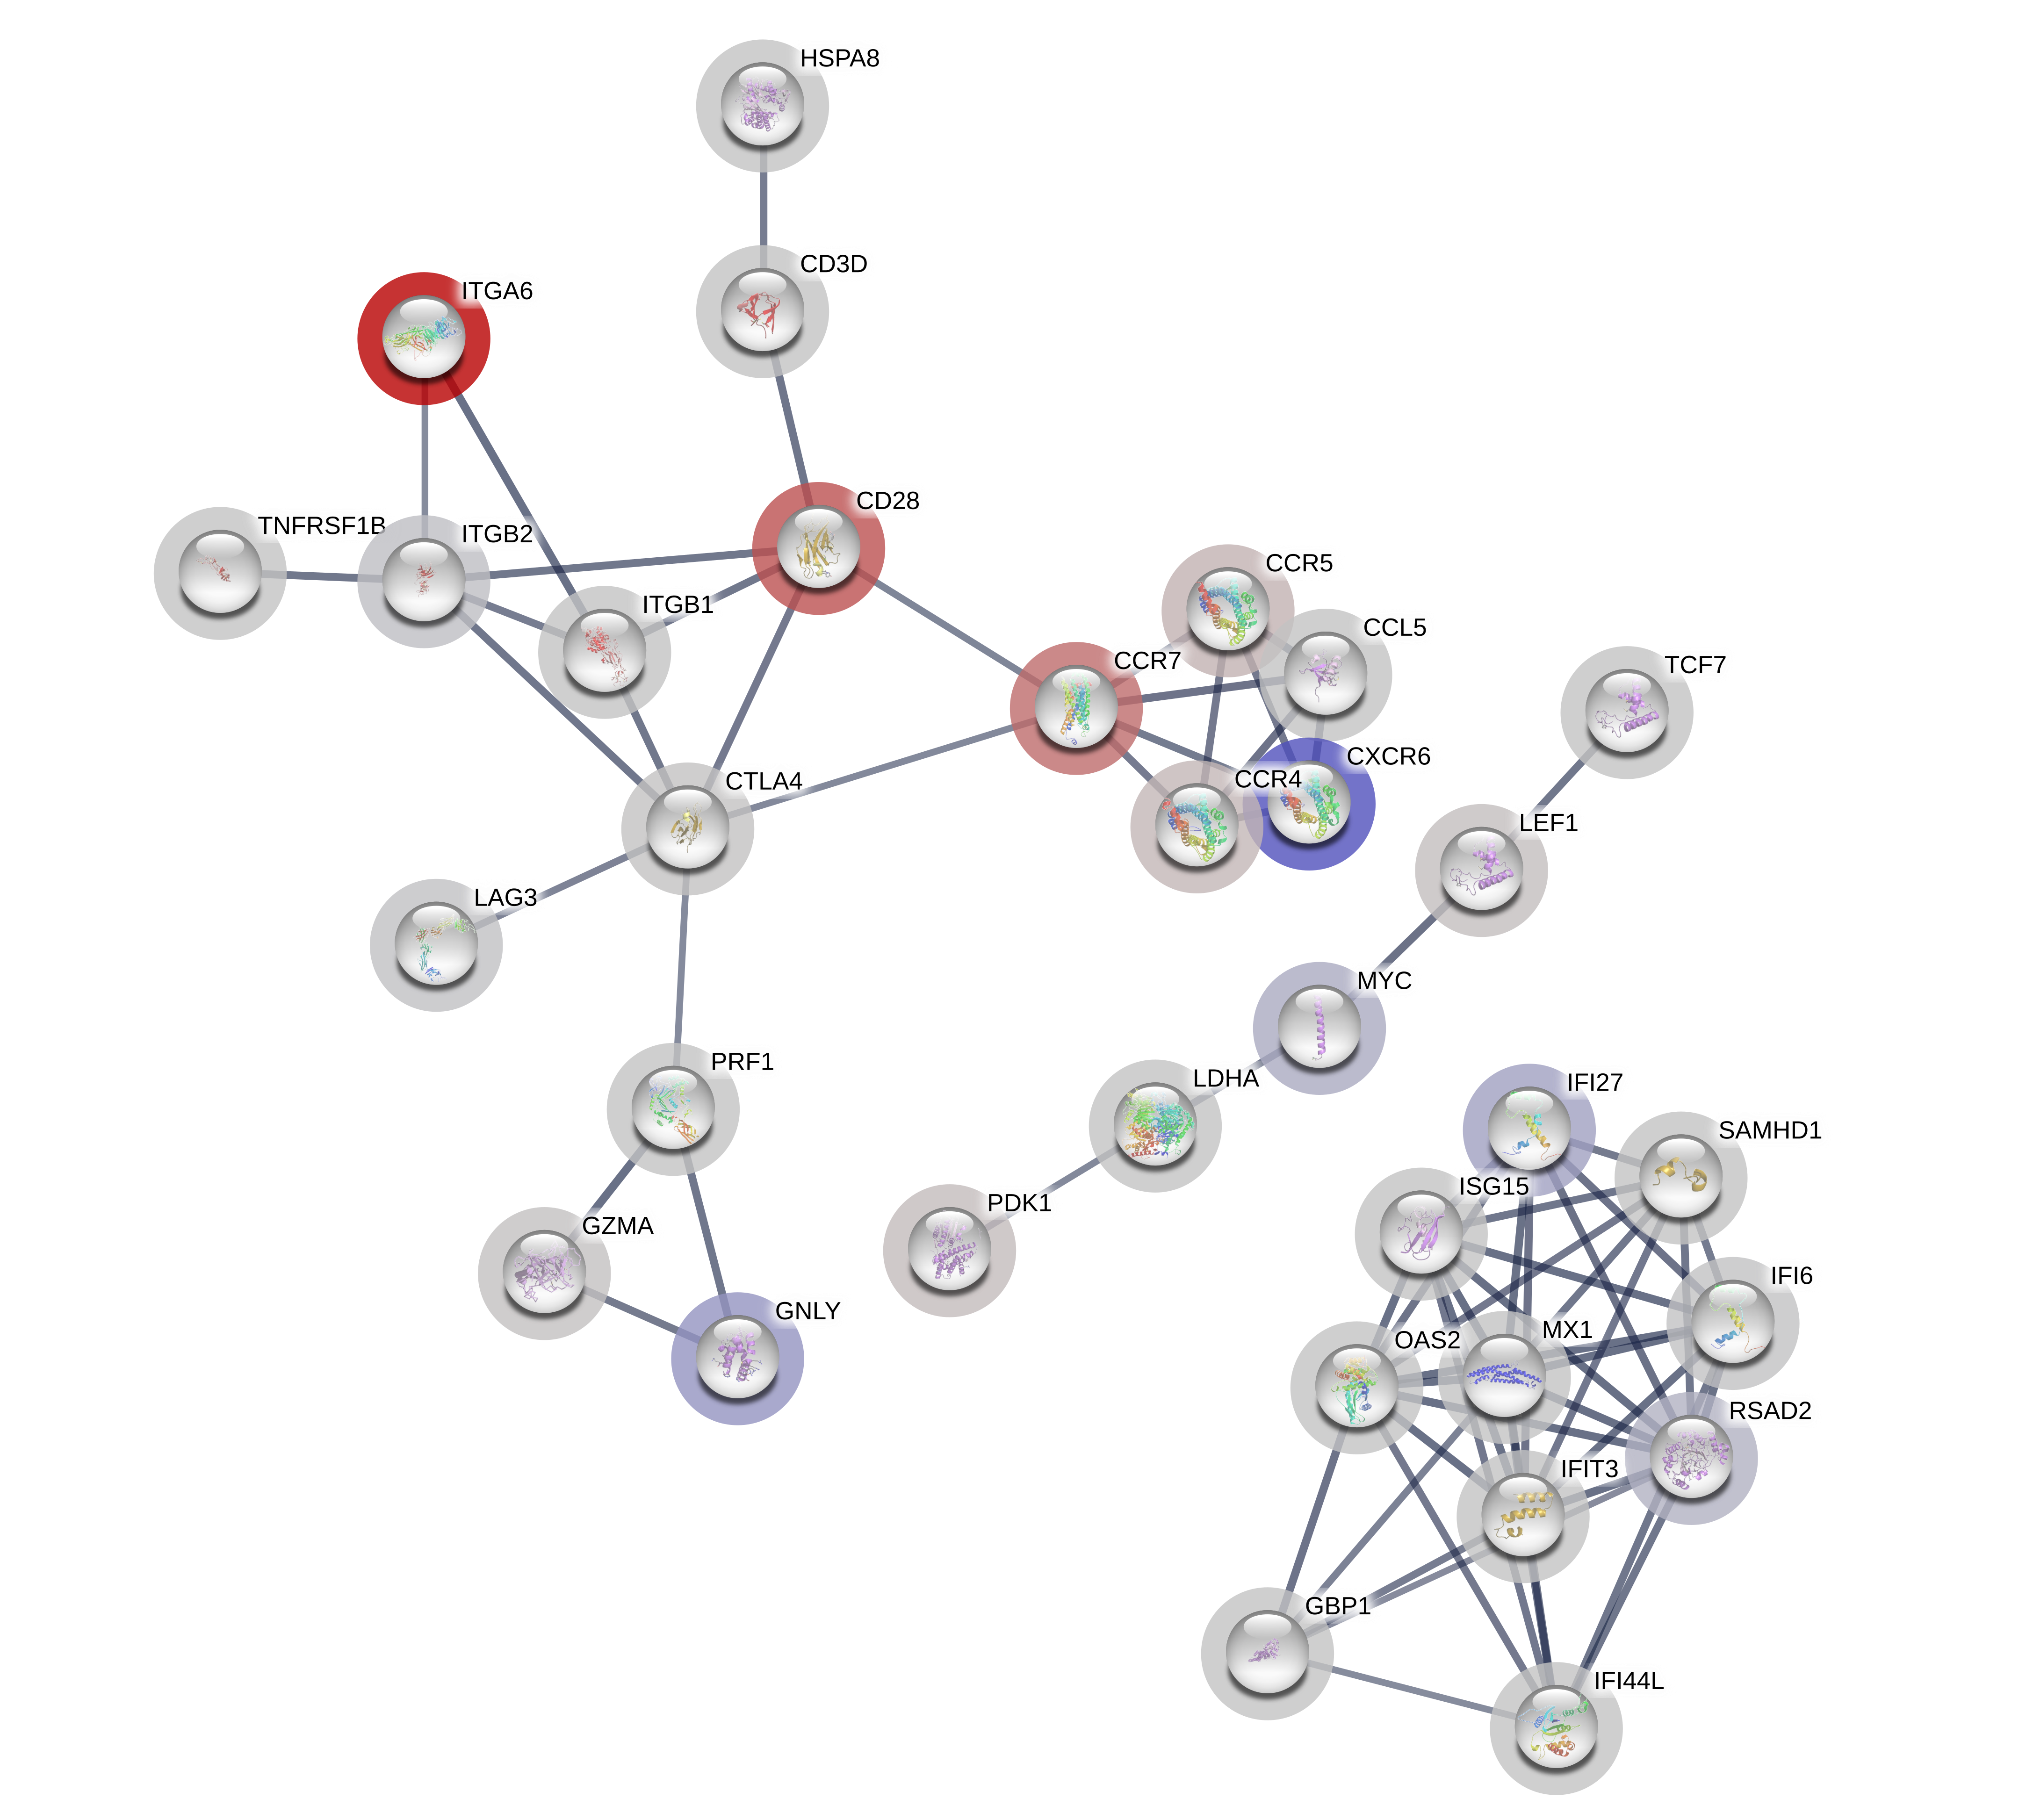 HSPA8
CD3D
ITGA6
CD28
TNFRSF1B
ITGB2
CCR5
ITGB1
CCL5
CCR7
TCF7
CXCR6
CCR4
CTLA4
LEF1
LAG3
MYC
PRF1
LDHA
IFI27
SAMHD1
ISG15
PDK1
GZMA
IFI6
GNLY
MX1
OAS2
RSAD2
IFIT3
GBP1
IFI44L